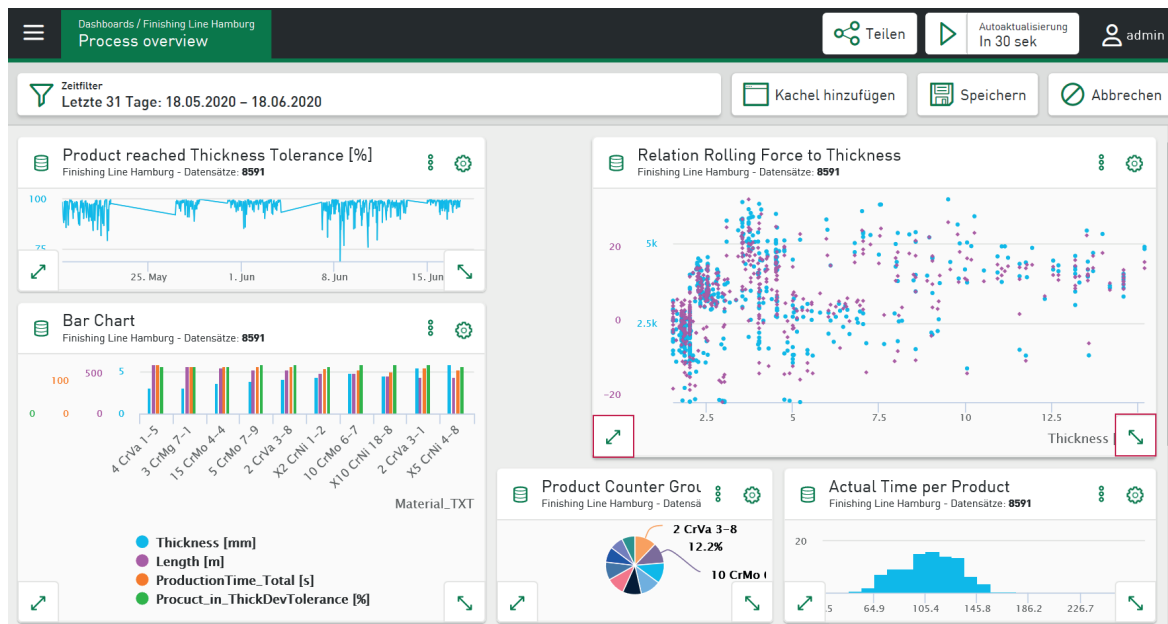 Dashboards / Finishing Line Hamburg
Process overview
Teilen
Autoaktualisierung
In 30 sek
admin
Zeitfilter
Letzte 31 Tage: 18.05.2020 – 18.06.2020
Kachel hinzufügen
Speichern
Abbrechen
Product reached Thickness Tolerance [%]
Finishing Line Hamburg - Datensätze: 8591
100
75
25. May
1. Jun
8. Jun
15. Jun
Bar Chart
Finishing Line Hamburg - Datensätze: 8591
100
500
5
0
0
0
0
4 CrVa 1-5
3 CrMg 7-1
15 CrMo 4-4
5 CrMo 7-9
2 CrVa 3-8
X2 CrNi 1-2
10 CrMo 6-7
X10 CrNi 18-8
2 CrVa 3-1
X5 CrNi 4-8
Material_TXT
Thickness [mm]
Length [m]
ProductionTime_Total [s]
Procuct_in_ThickDevTolerance [%]
Relation Rolling Force to Thickness
Finishing Line Hamburg - Datensätze: 8591
20
5k
0
2.5k
-20
2.5
5
7.5
10
12.5
Thickness [
Product Counter Grou
Finishing Line Hamburg - Datensä
2 CrVa 3-8
12.2%
10 CrMo
Actual Time per Product
Finishing Line Hamburg - Datensätze: 8591
20
.5
64.9
105.4
145.8
186.2
226.7